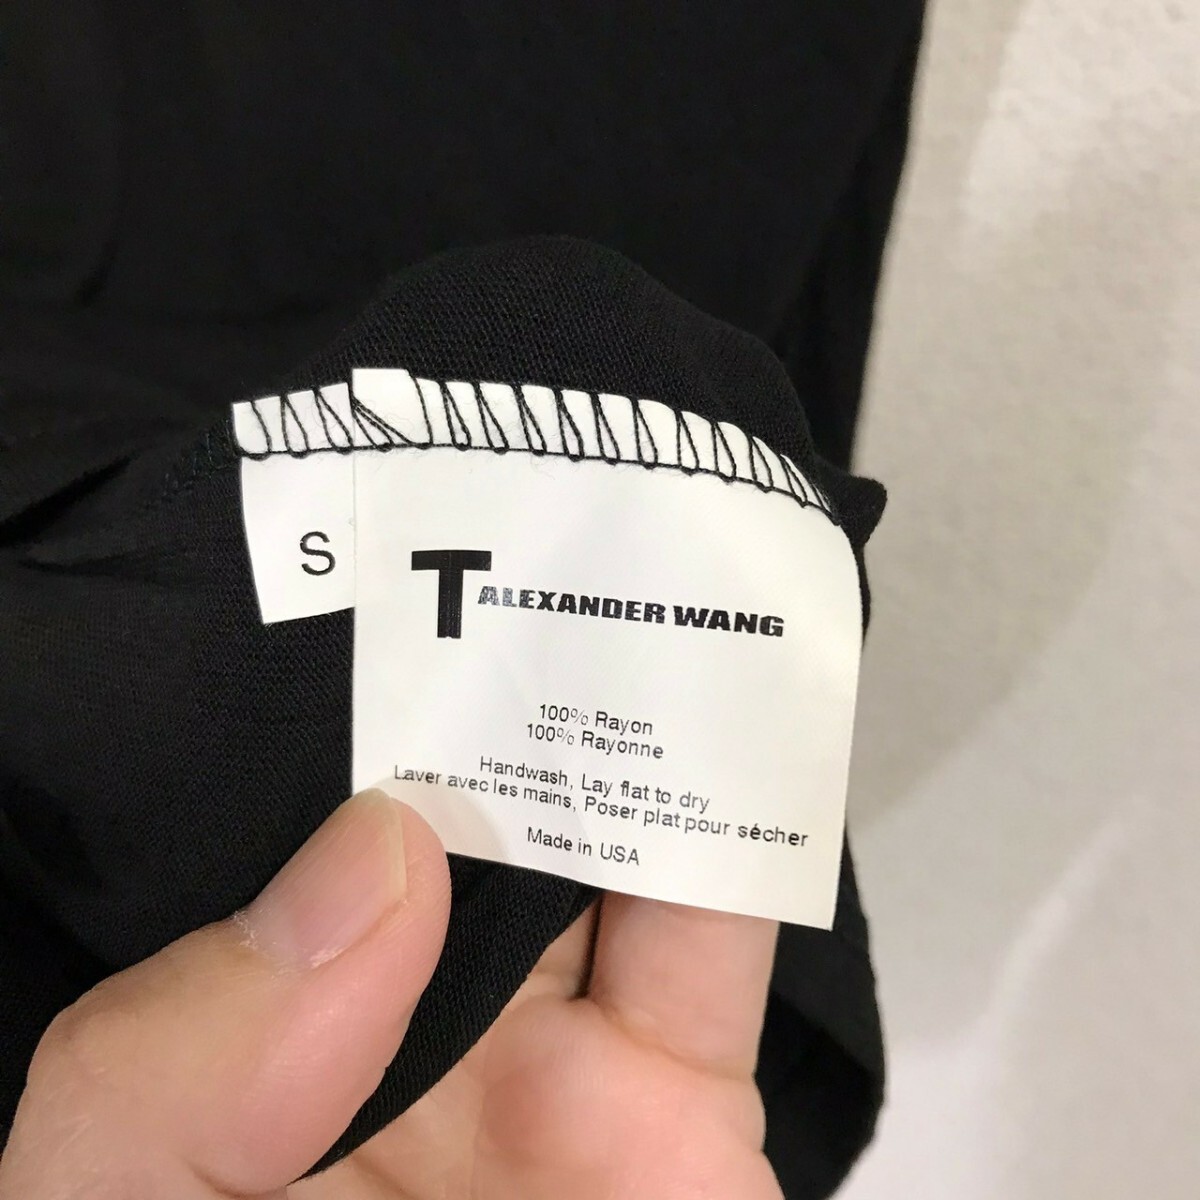 S
T ALEXANDER WANG
100% Rayon
100% Rayonne
Handwash, Lay flat to dry
Laver avec les mains, Poser plat pour sécher
Made in USA